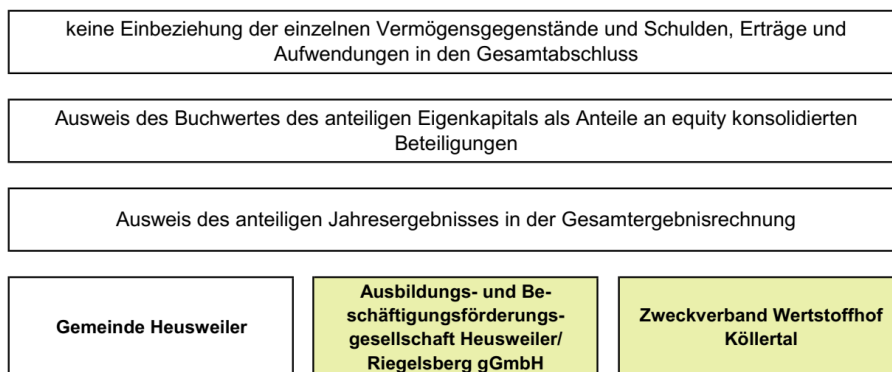 keine Einbeziehung der einzelnen Vermögensgegenstände und Schulden, Erträge und
Aufwendungen in den Gesamtabschluss
Ausweis des Buchwertes des anteiligen Eigenkapitals als Anteile an equity konsolidierten
Beteiligungen
Ausweis des anteiligen Jahresergebnisses in der Gesamtergebnisrechnung
Gemeinde Heusweiler
Ausbildungs- und Be-
schäftigungsförderungs-
gesellschaft Heusweiler/
Riegelsberg gGmbH
Zweckverband Wertstoffhof
Köllertal